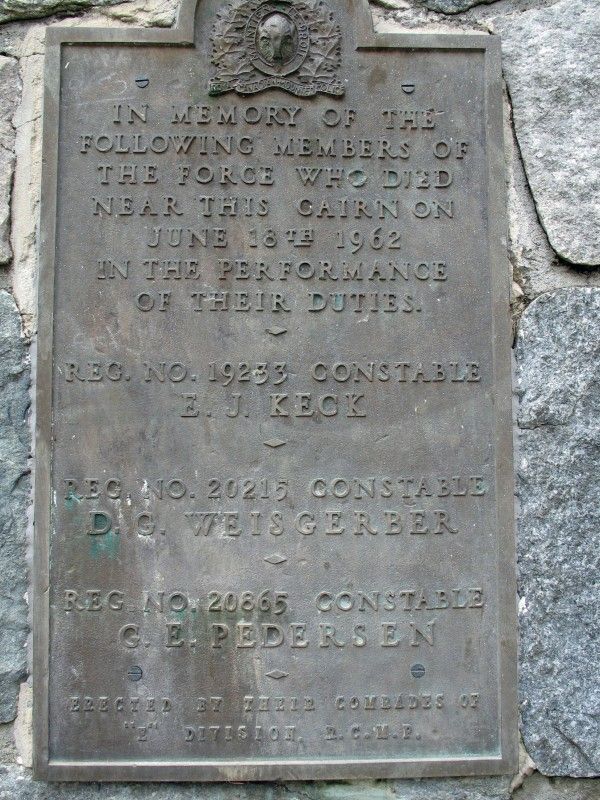 IN MEMORY OF THE
FOLLOWING MEMBERS OF
THE FORCE WHO DIED
NEAR THIS CAIRN ON
JUNE 18TH 1962
IN THE PERFORMANCE
OF THEIR DUTIES.
REG. NO. 19233 CONSTABLE
E. J. KECK
REG. NO. 20215 CONSTABLE
D. G. WEISGERBER
REG. NO. 20865 CONSTABLE
G. E. PEDERSEN
ERECTED BY THEIR COMRADES OF
"E" DIVISION, R.C.M.P.